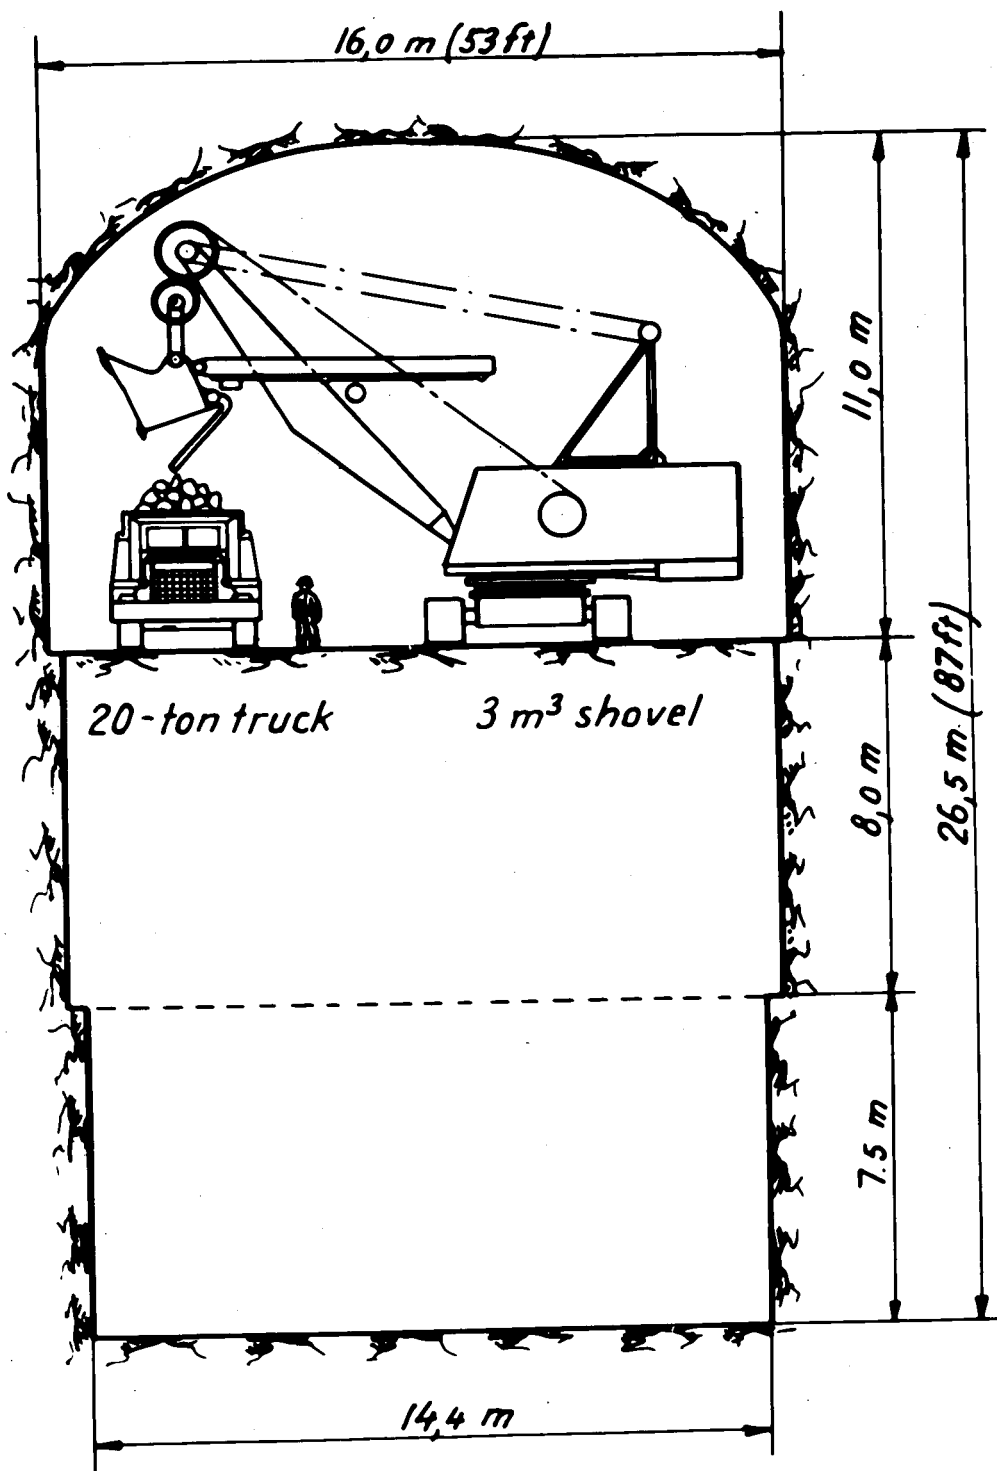 16,0 m (53 ft)
11,0 m
26,5 m (87 ft)
20-ton truck
3 m³ shovel
8,0 m
7.5 m
14,4 m